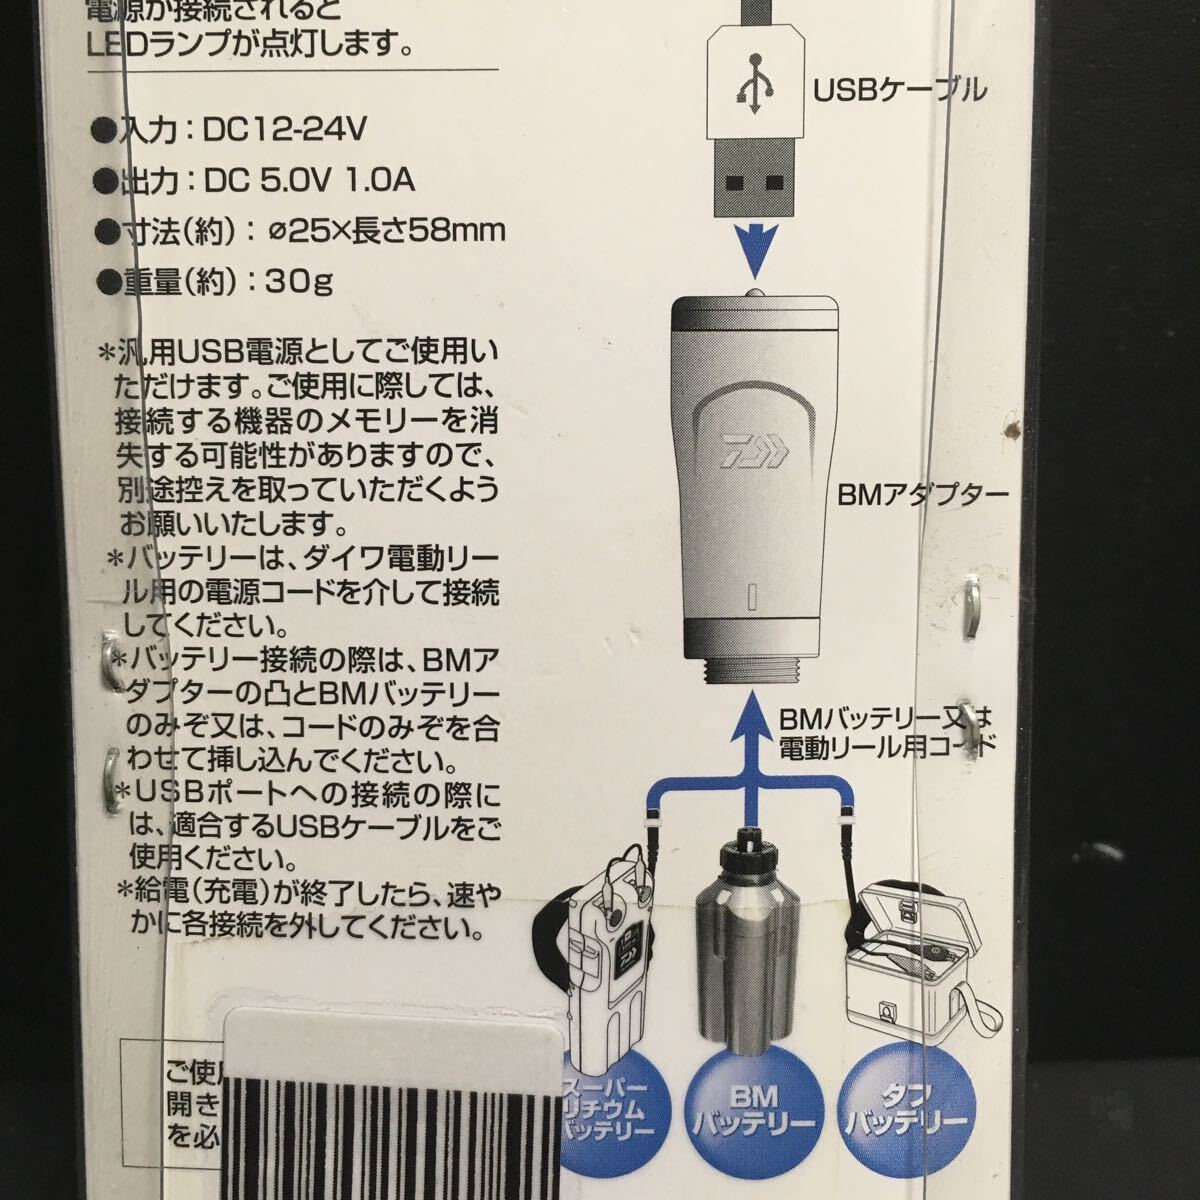 電源が接続されると
LEDランプが点灯します。
●入力：DC12-24V
●出力：DC 5.0V 1.0A
●寸法（約）：ø25×長さ58mm
●重量（約）：30g
＊汎用USB電源としてご使用い
ただけます。ご使用に際しては、
接続する機器のメモリーを消
失する可能性がありますので、
別途控えを取っていただくよう
お願いいたします。
＊バッテリーは、ダイワ電動リー
ル用の電源コードを介して接続
してください。
＊バッテリー接続の際は、BMア
ダプターの凸とBMバッテリー
のみぞ又は、コードのみぞを合
わせて挿し込んでください。
＊USBポートへの接続の際に
は、適合するUSBケーブルをご
使用ください。
＊給電（充電）が終了したら、速や
かに各接続を外してください。
ご使用
開き
を必
USBケーブル
BMアダプター
BMバッテリー又は
電動リール用コード
スーパー
リチウム
バッテリー
BM
バッテリー
タフ
バッテリー